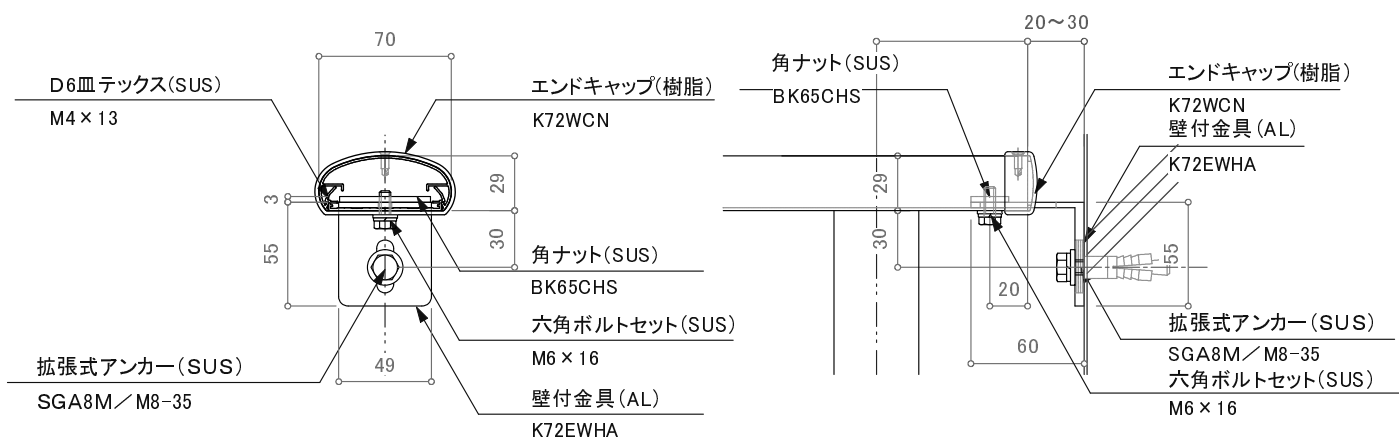 70
D6皿テックス(SUS)
M4×13
エンドキャップ(樹脂)
K72WCN
29
3
30
55
角ナット(SUS)
BK65CHS
六角ボルトセット(SUS)
M6×16
拡張式アンカー(SUS)
SGA8M/M8-35
49
壁付金具(AL)
K72EWHA
20~30
角ナット(SUS)
BK65CHS
エンドキャップ(樹脂)
K72WCN
壁付金具(AL)
K72EWHA
29
30
55
20
60
拡張式アンカー(SUS)
SGA8M/M8-35
六角ボルトセット(SUS)
M6×16